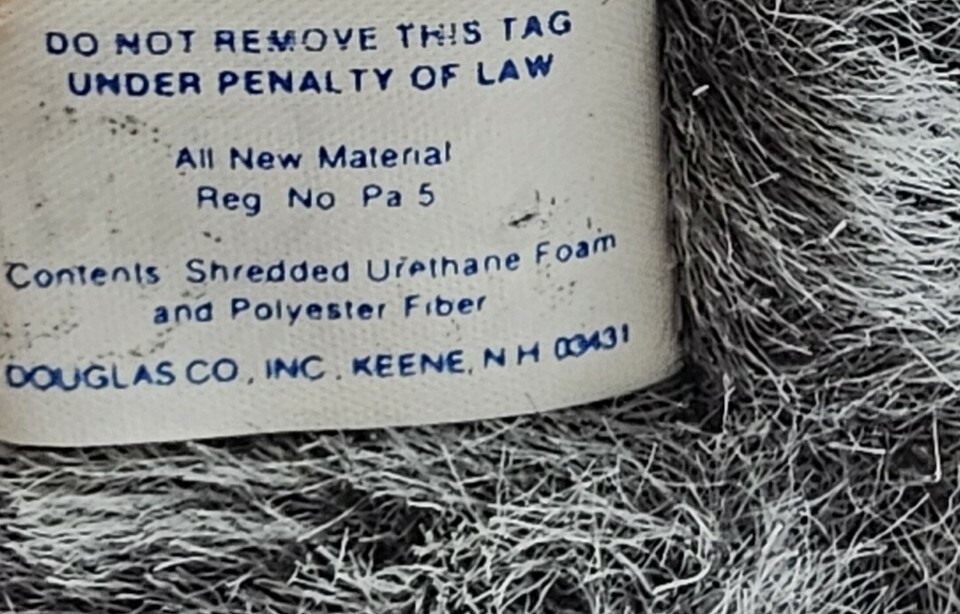 DO NOT REMOVE THIS TAG
UNDER PENALTY OF LAW
All New Material
Reg No Pa 5
Contents Shredded Urethane Foam
and Polyester Fiber
DOUGLAS CO., INC. KEENE, N H 03431